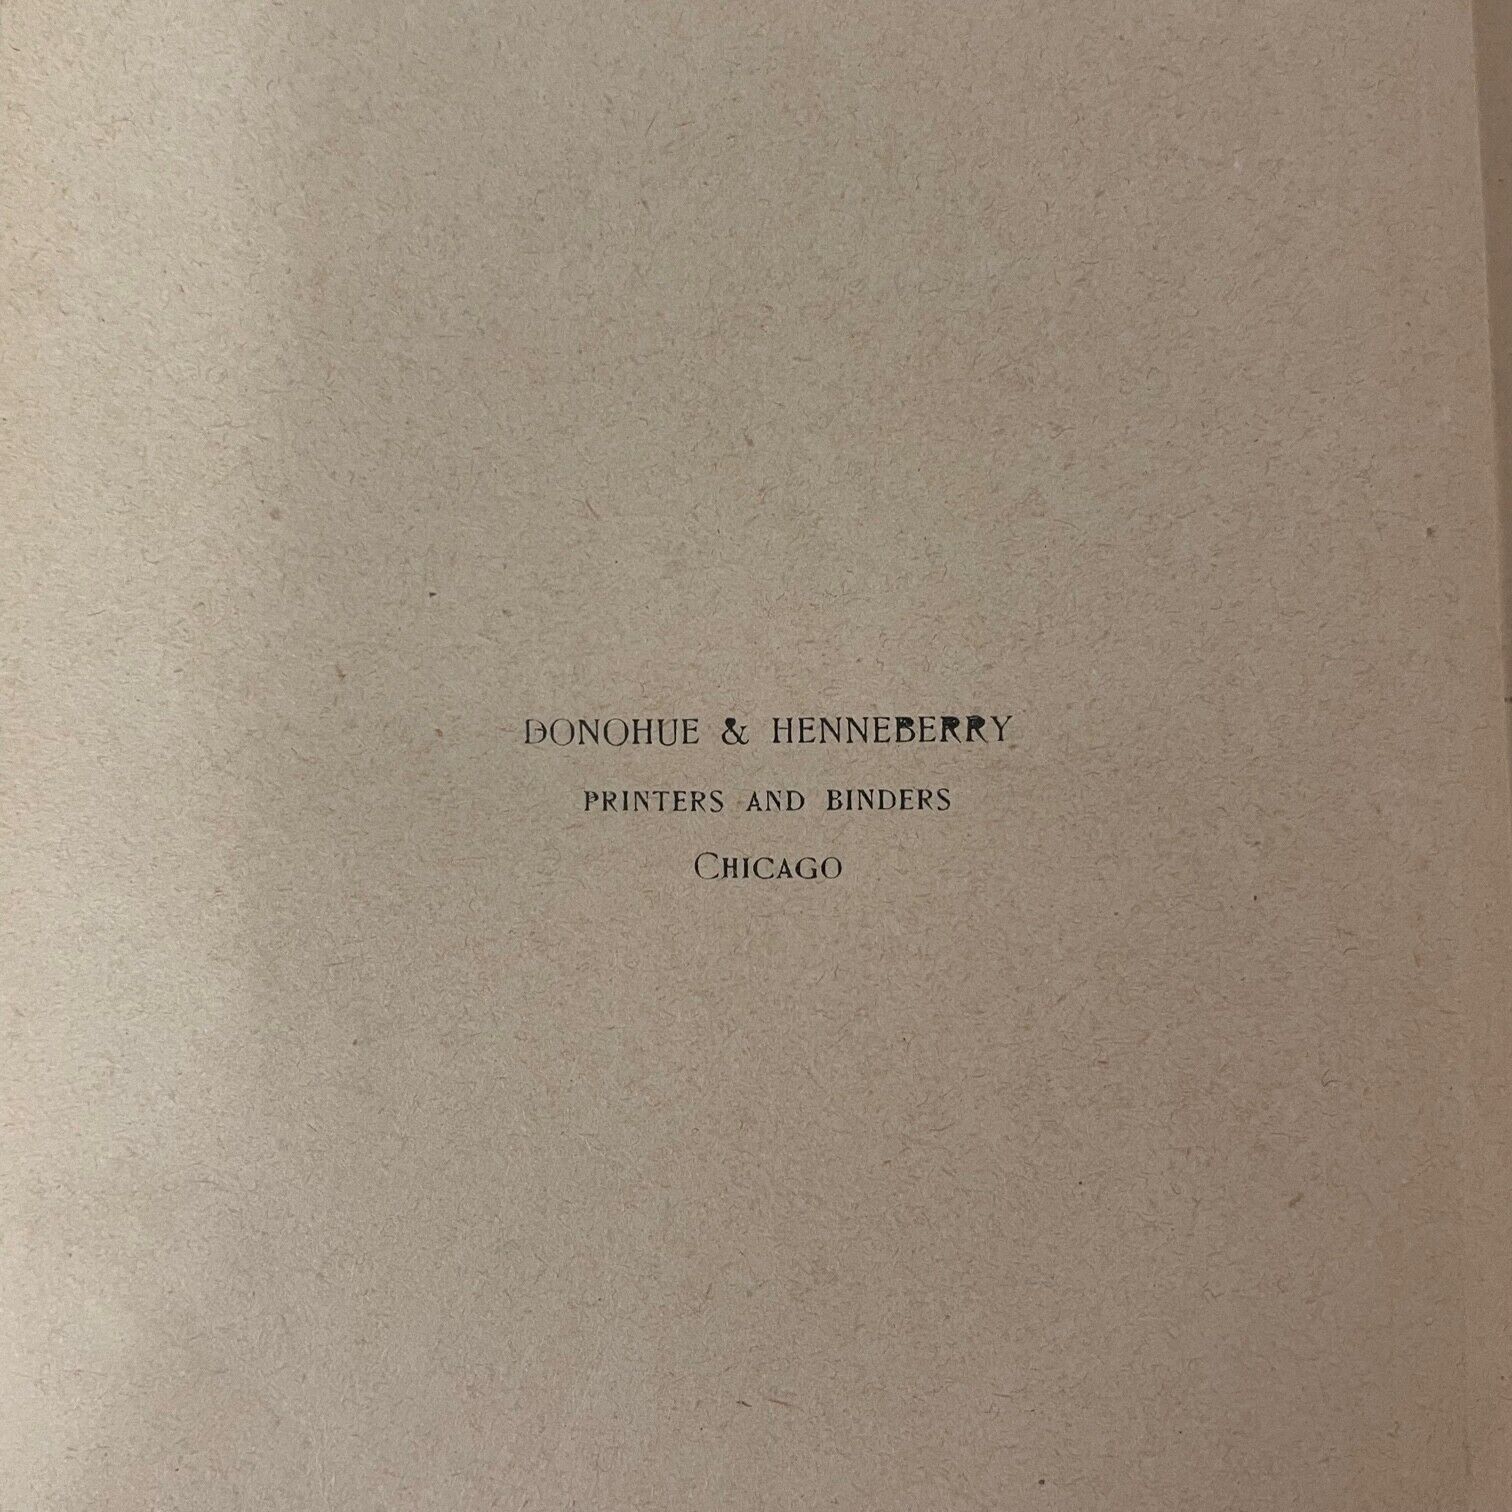 DONOHUE & HENNEBERRY
PRINTERS AND BINDERS
CHICAGO